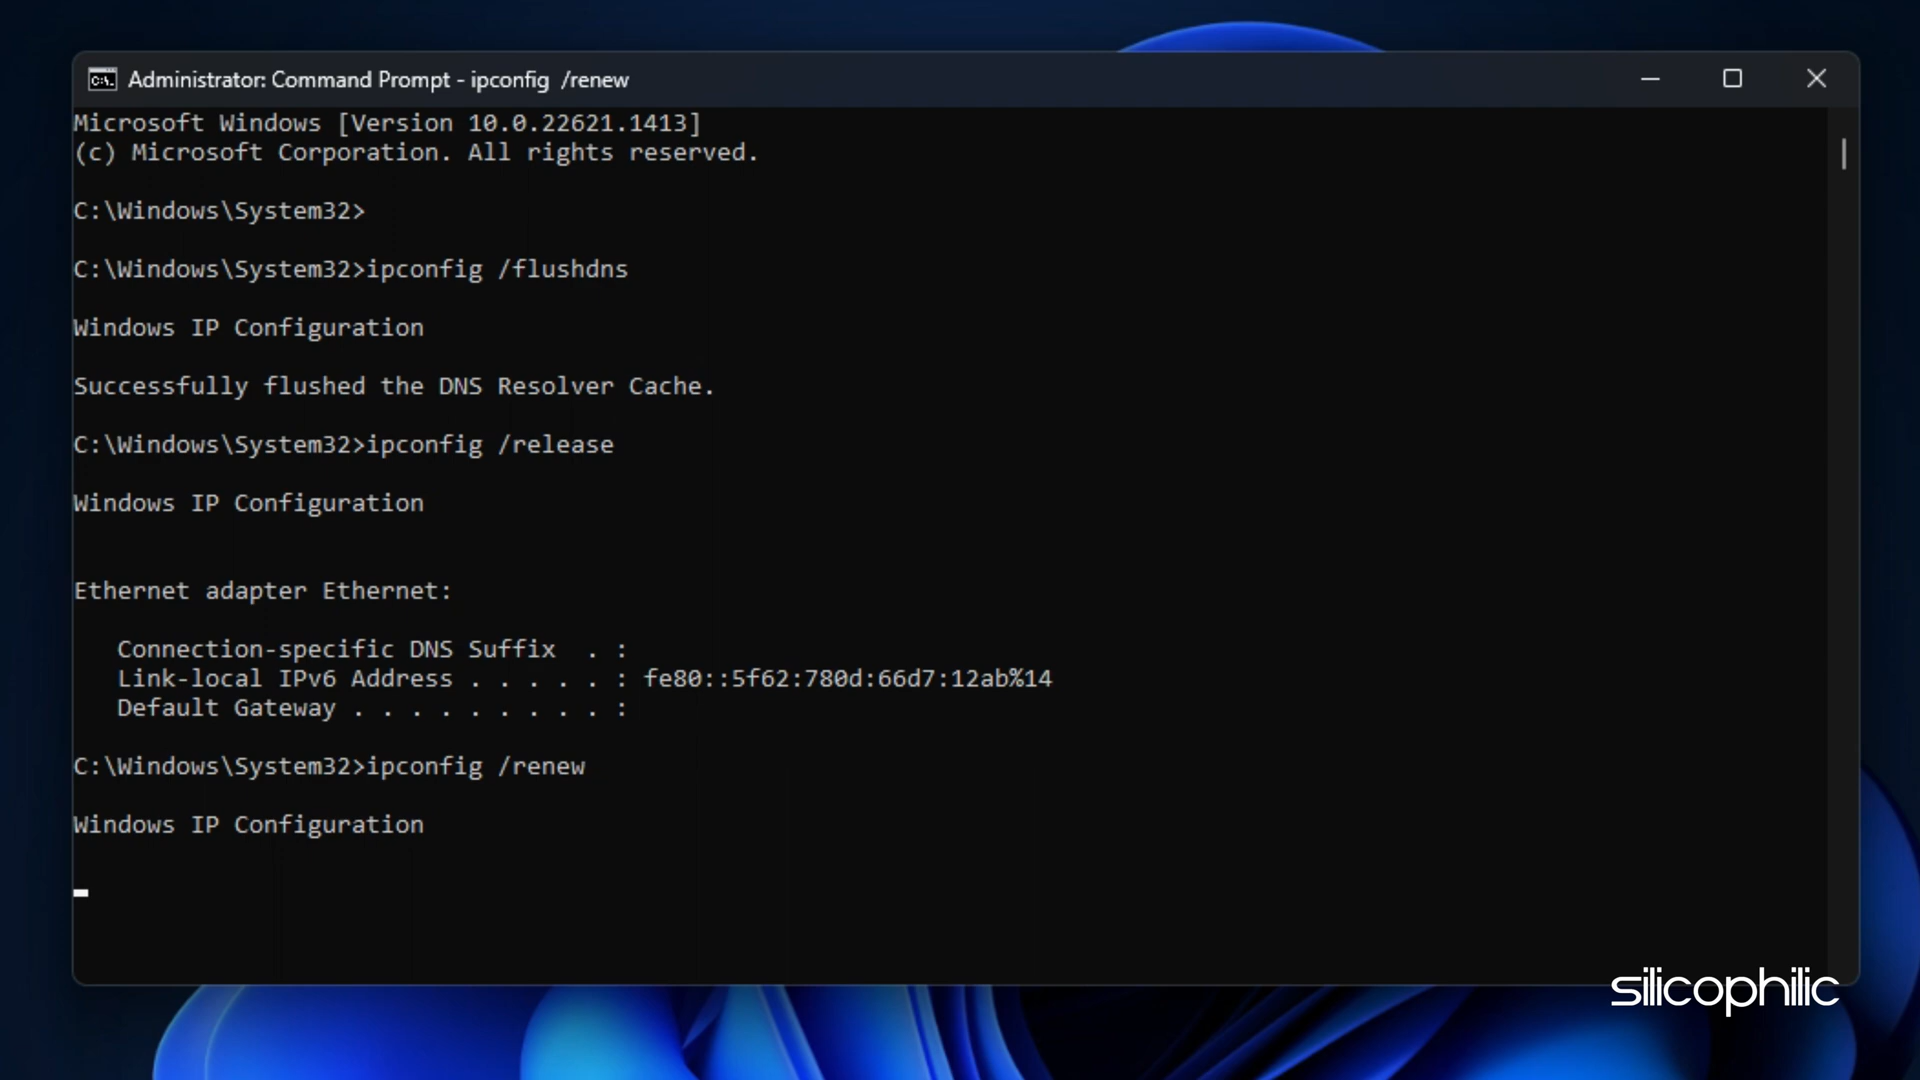 Administrator: Command Prompt - ipconfig  /renew
Microsoft Windows [Version 10.0.22621.1413]
(c) Microsoft Corporation. All rights reserved.
C:\Windows\System32>
C:\Windows\System32>ipconfig /flushdns
Windows IP Configuration
Successfully flushed the DNS Resolver Cache.
C:\Windows\System32>ipconfig /release
Windows IP Configuration
Ethernet adapter Ethernet:
   Connection-specific DNS Suffix  . :
   Link-local IPv6 Address . . . . . : fe80::5f62:780d:66d7:12ab%14
   Default Gateway . . . . . . . . . :
C:\Windows\System32>ipconfig /renew
Windows IP Configuration
silicophilic